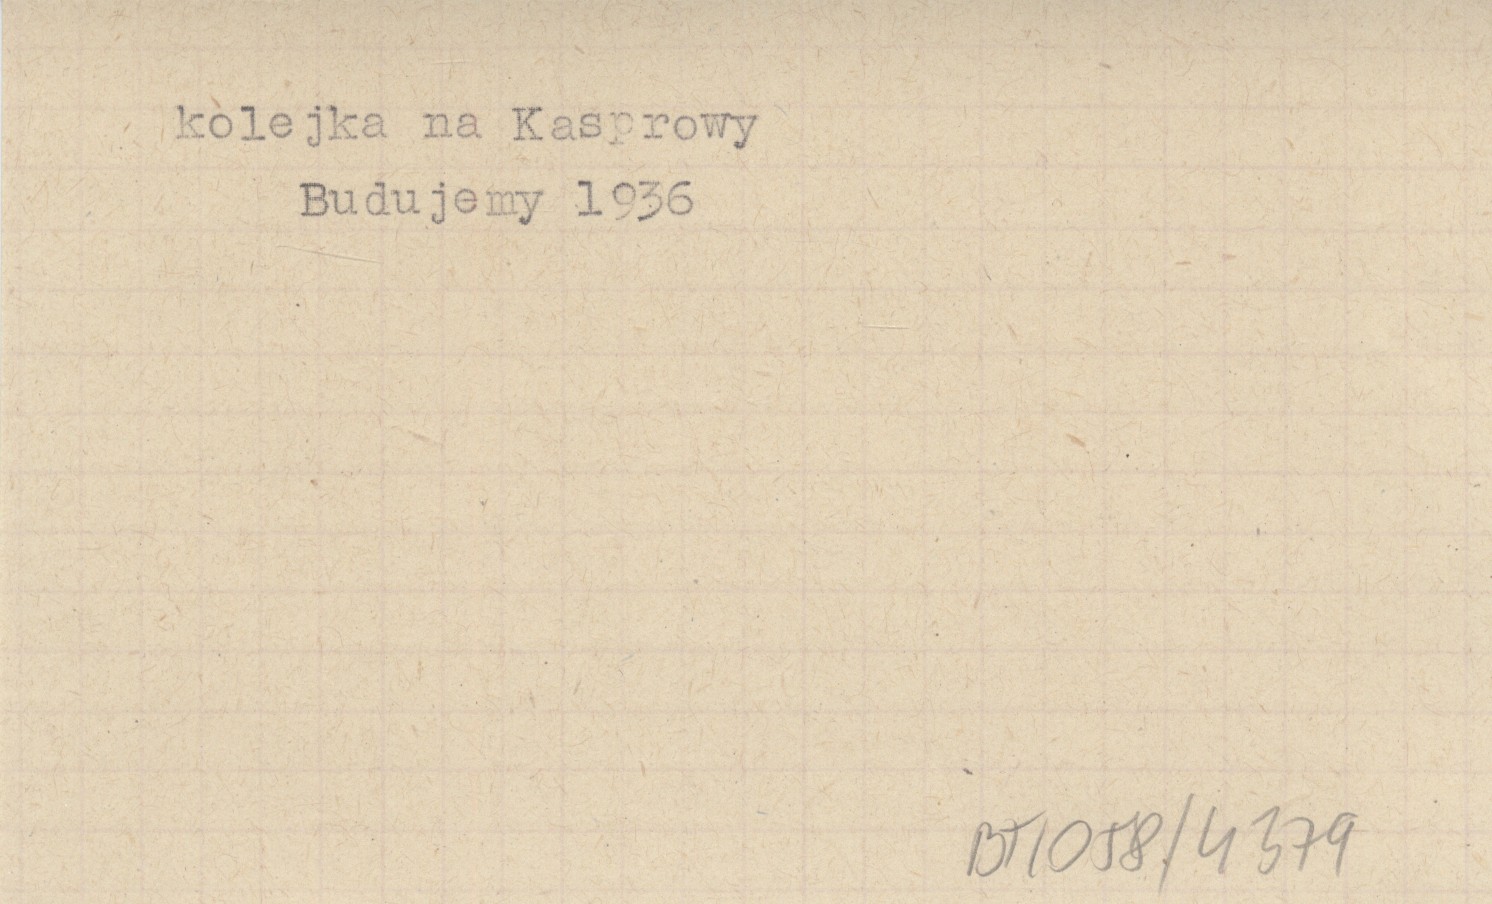 kolejka na Kasprowy
Budujemy 1936
BT1058/4379